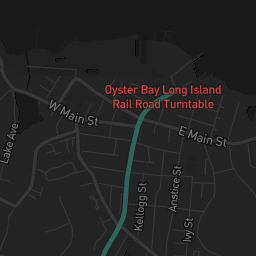 Oyster Bay Long Island
Rail Road Turntable
W Main St
E Main St
Lake Ave
Kellogg St
Anstice St
Ivy St